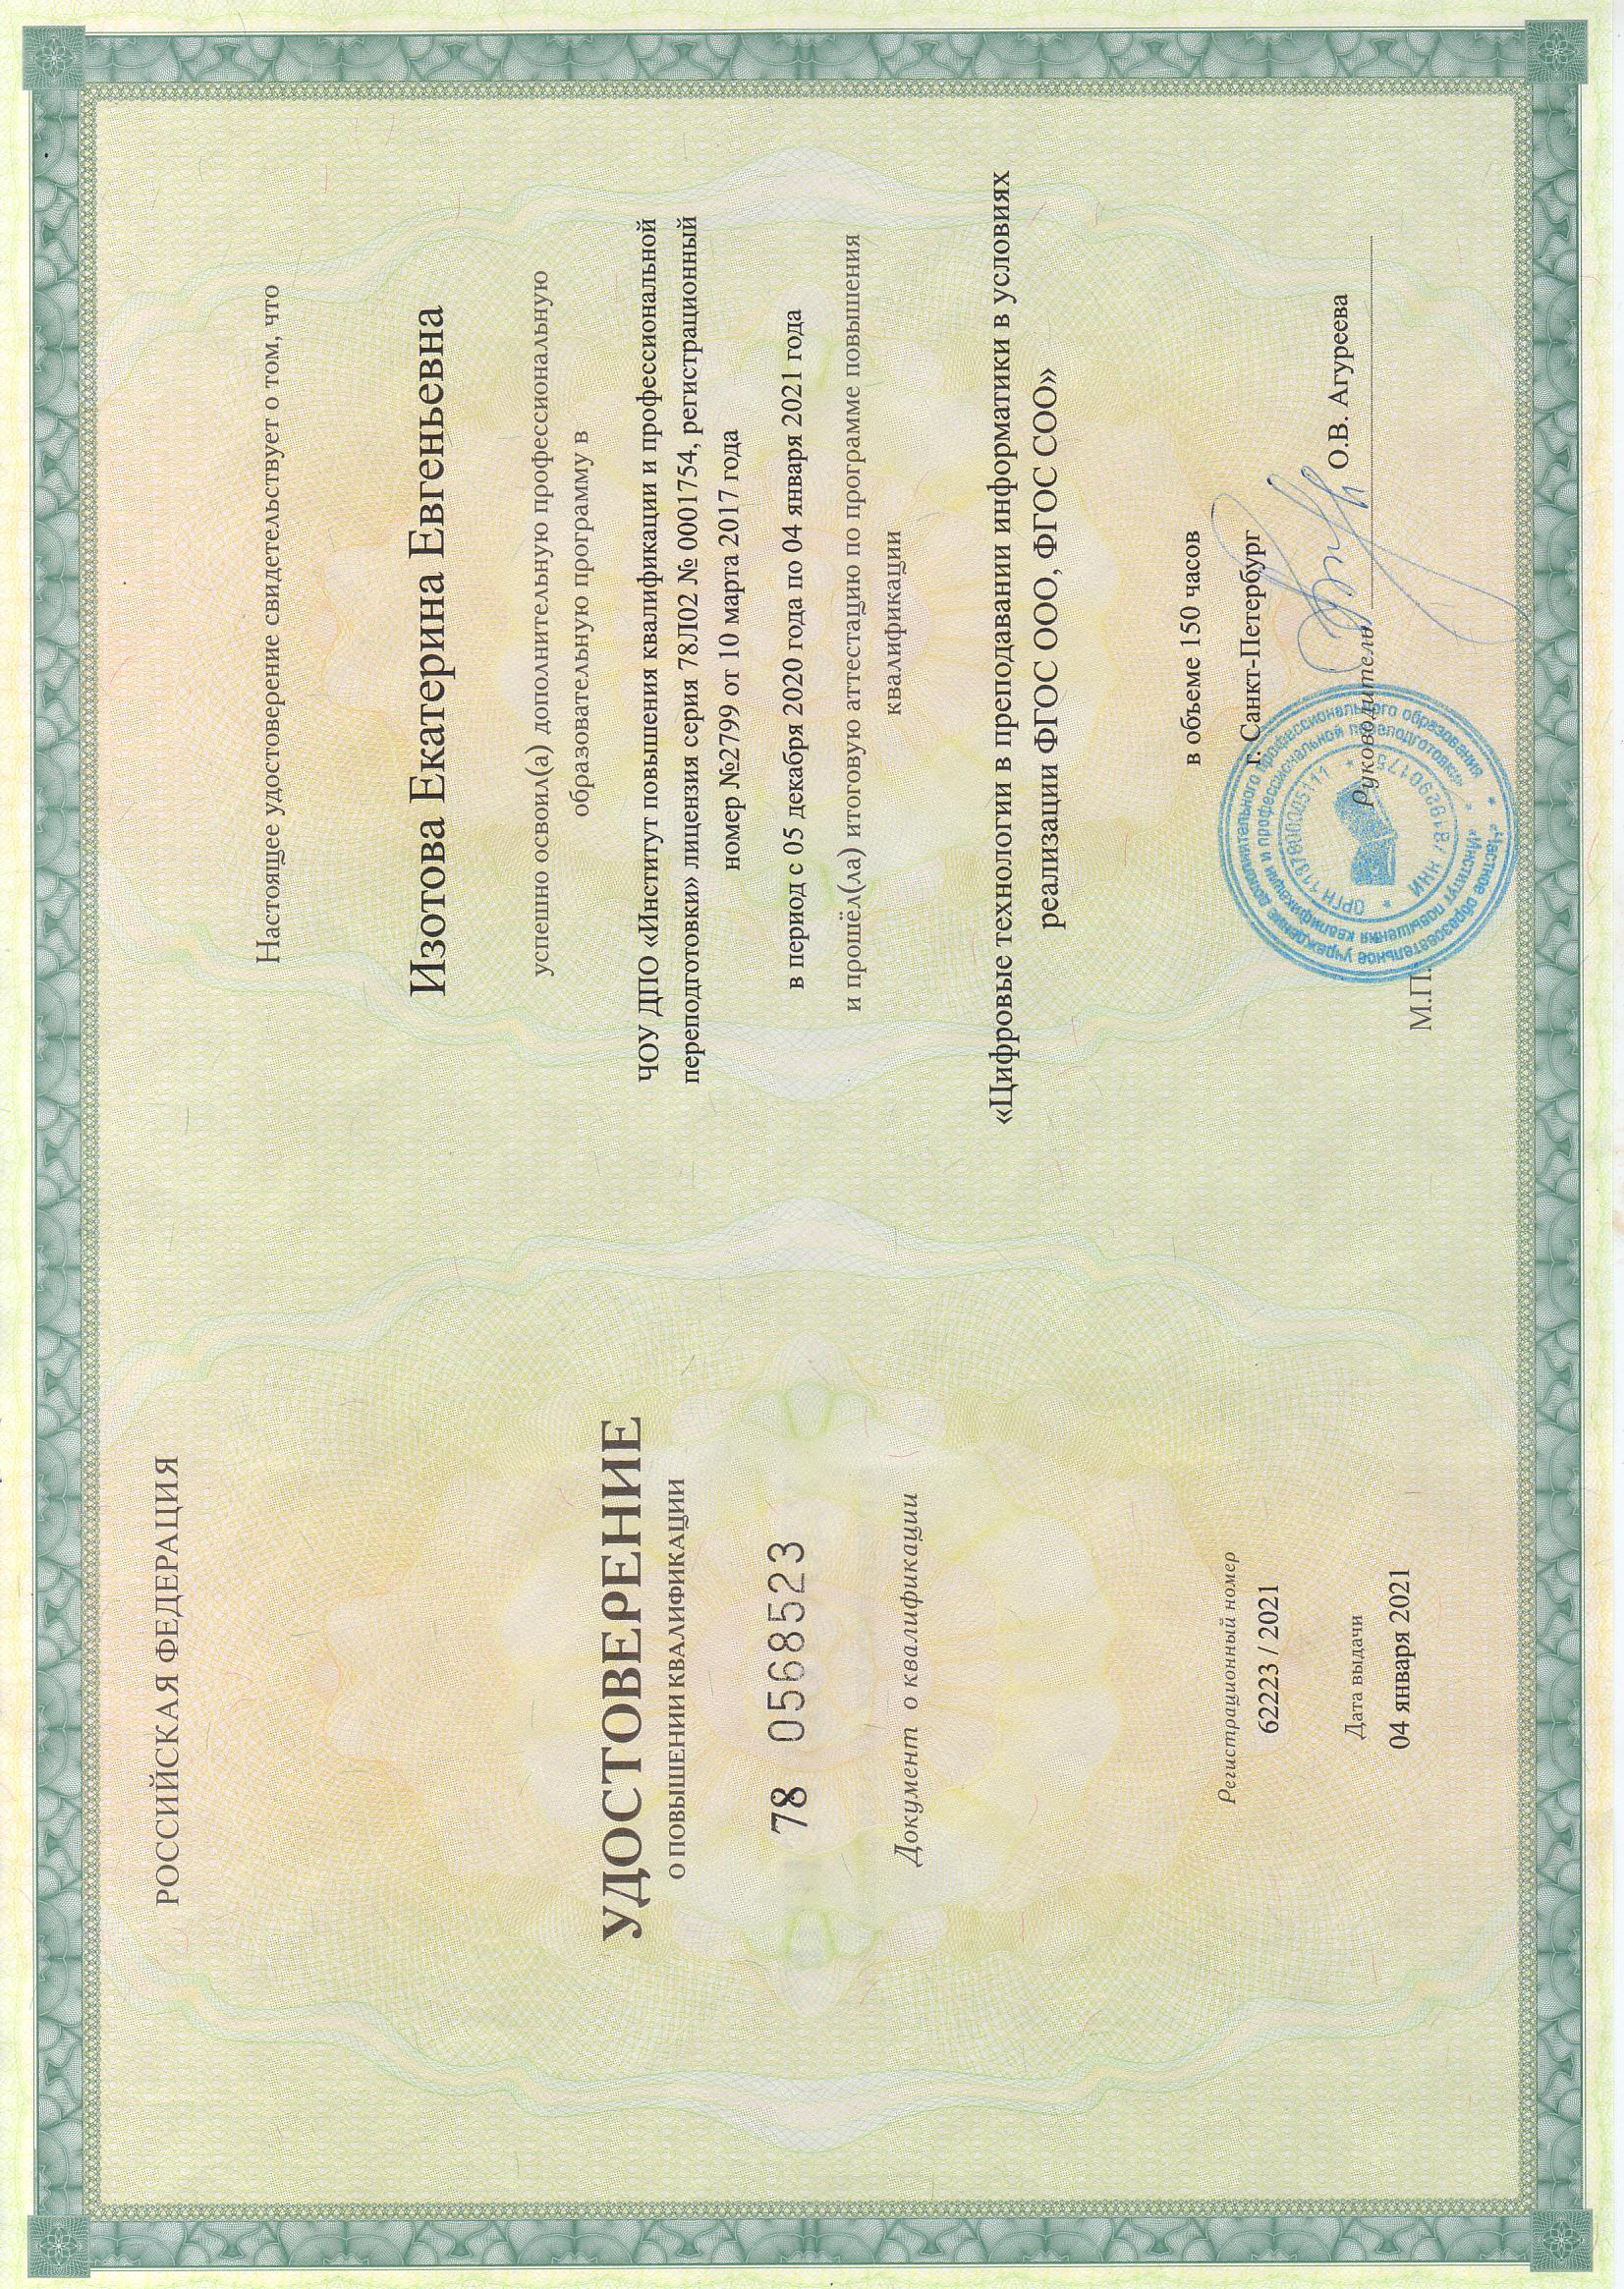 РОССИЙСКАЯ ФЕДЕРАЦИЯ
УДОСТОВЕРЕНИЕ
О ПОВЫШЕНИИ КВАЛИФИКАЦИИ
78 0568523
Документ о квалификации
Регистрационный номер
62223 / 2021
Дата выдачи
04 января 2021
Настоящее удостоверение свидетельствует о том, что
Изотова Екатерина Евгеньевна
успешно освоил(а) дополнительную профессиональную
образовательную программу в
ЧОУ ДПО «Институт повышения квалификации и профессиональной
переподготовки» лицензия серия 78Л02 № 0001754, регистрационный
номер №2799 от 10 марта 2017 года
в период с 05 декабря 2020 года по 04 января 2021 года
и прошёл(ла) итоговую аттестацию по программе повышения
квалификации
«Цифровые технологии в преподавании информатики в условиях
реализации ФГОС ООО, ФГОС СОО»
в объеме 150 часов
г. Санкт-Петербург
О.В. Агуреева
Руководитель
М.П.
«Частное образовательное учреждение дополнительного профессионального образования
«Институт повышения квалификации и профессиональной переподготовки»
ОРГН 1137800005111
ИНН 7819290175